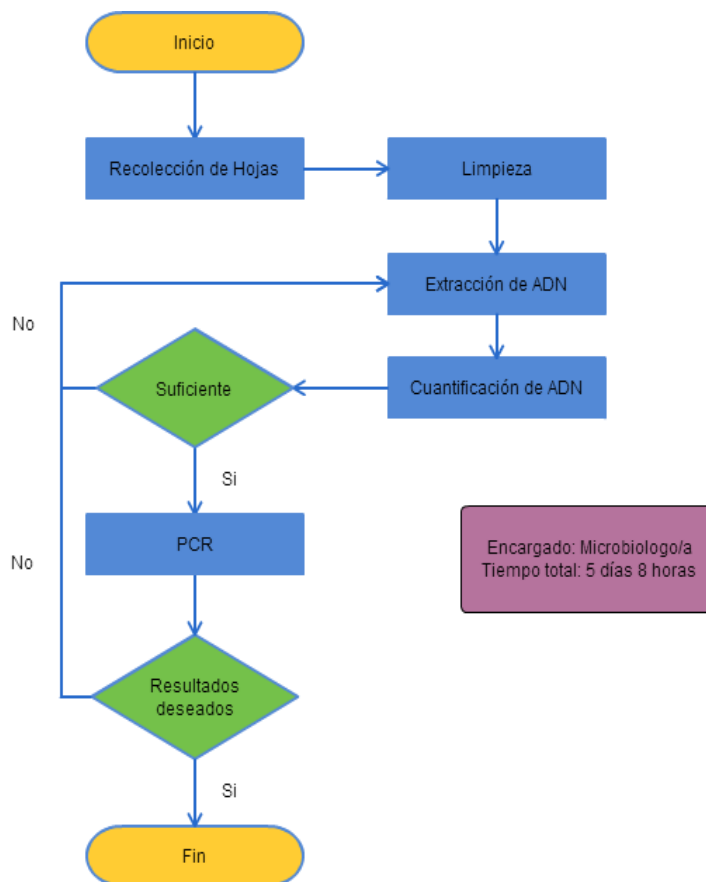 Inicio
Recolección de Hojas
Limpieza
Extracción de ADN
No
Suficiente
Cuantificación de ADN
Si
PCR
Encargado: Microbiologo/a
Tiempo total: 5 días 8 horas
No
Resultados
deseados
Si
Fin